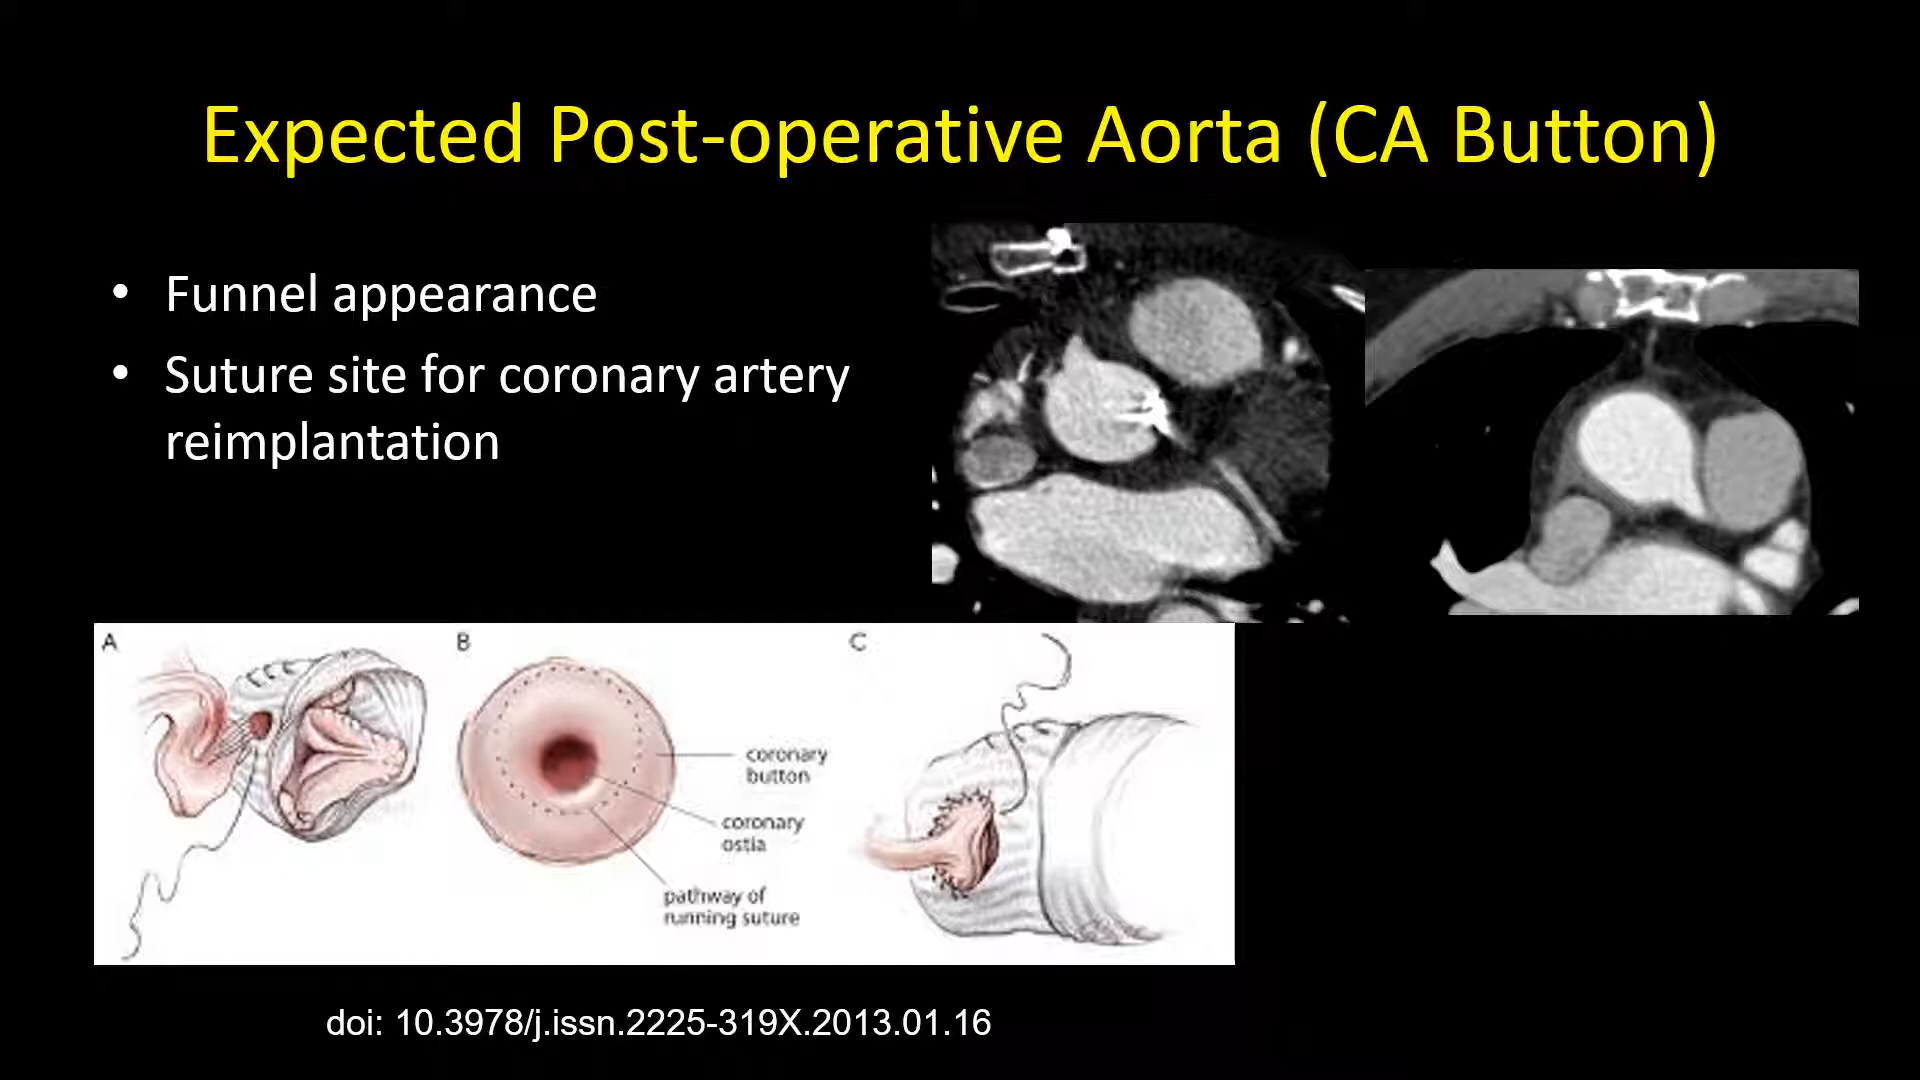 Expected Post-operative Aorta (CA Button)
• Funnel appearance
• Suture site for coronary artery
reimplantation
A
B
C
coronary
button
coronary
ostia
pathway of
running suture
doi: 10.3978/j.issn.2225-319X.2013.01.16